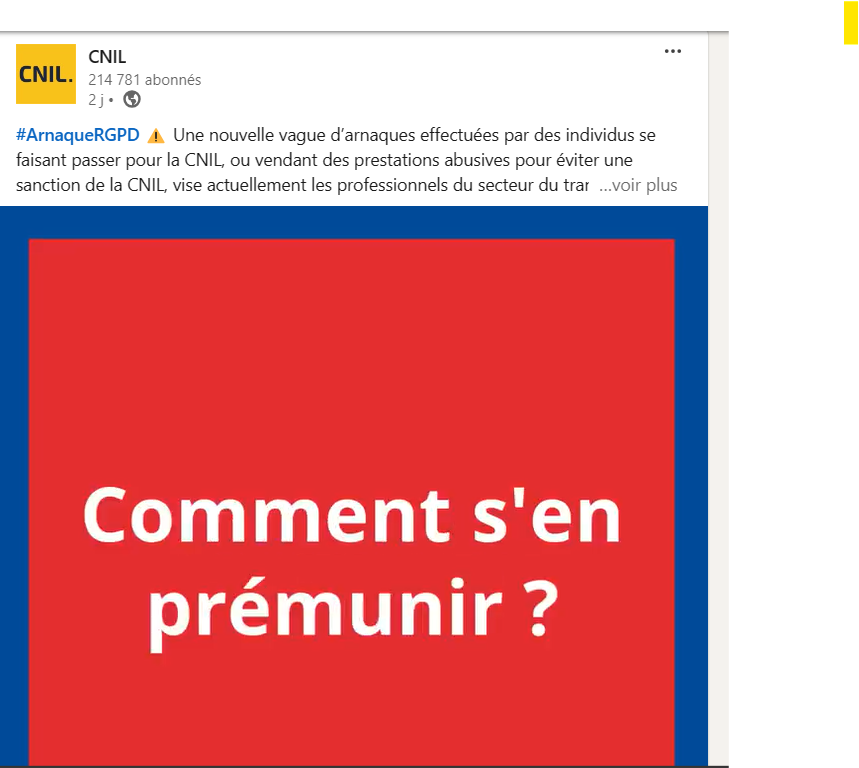 CNIL.
CNIL
214 781 abonnés
2 j •
#ArnaqueRGPD ⚠ Une nouvelle vague d’arnaques effectuées par des individus se
faisant passer pour la CNIL, ou vendant des prestations abusives pour éviter une
sanction de la CNIL, vise actuellement les professionnels du secteur du ...voir plus
Comment s'en
prémunir ?